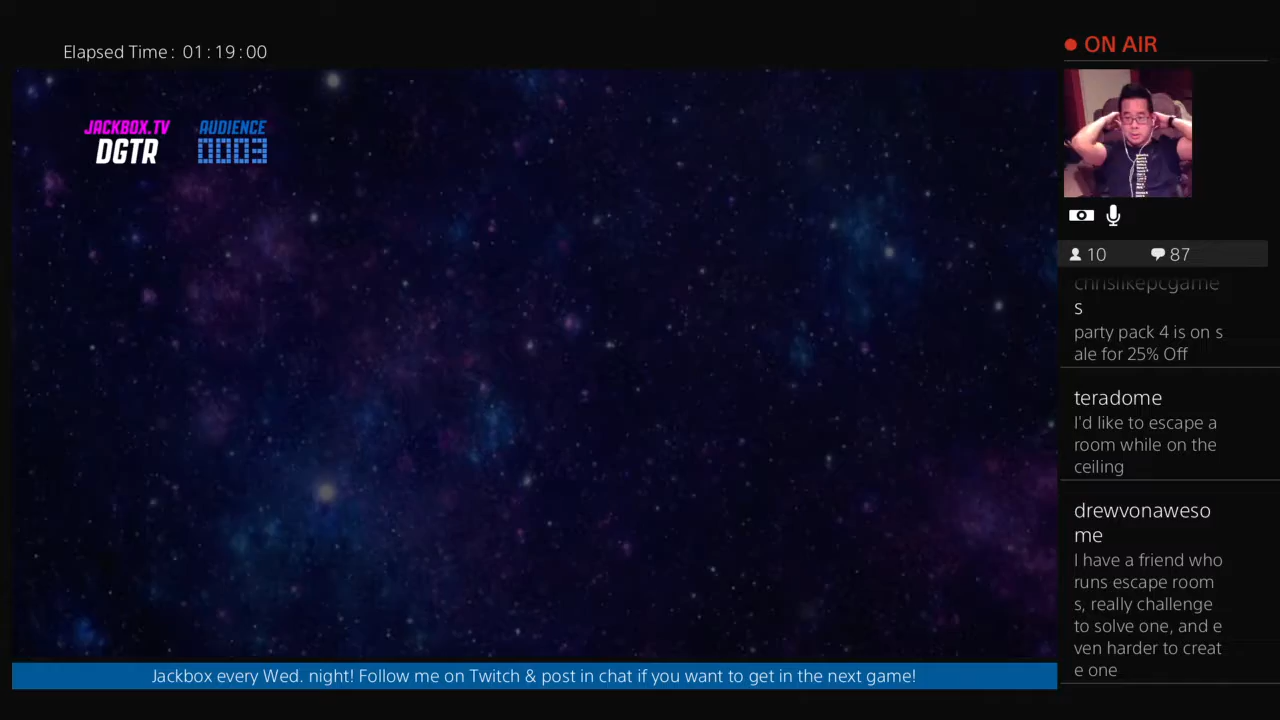 Elapsed Time: 01:19:00
ON AIR
JACKBOX.TV
DGTR
AUDIENCE
0003
10 87
chrislikepcgame
s
party pack 4 is on s
ale for 25% Off
teradome
I'd like to escape a
room while on the
ceiling
drewvonaweso
me
I have a friend who
runs escape room
s, really challenge
to solve one, and e
ven harder to creat
e one
Jackbox every Wed. night! Follow me on Twitch & post in chat if you want to get in the next game!